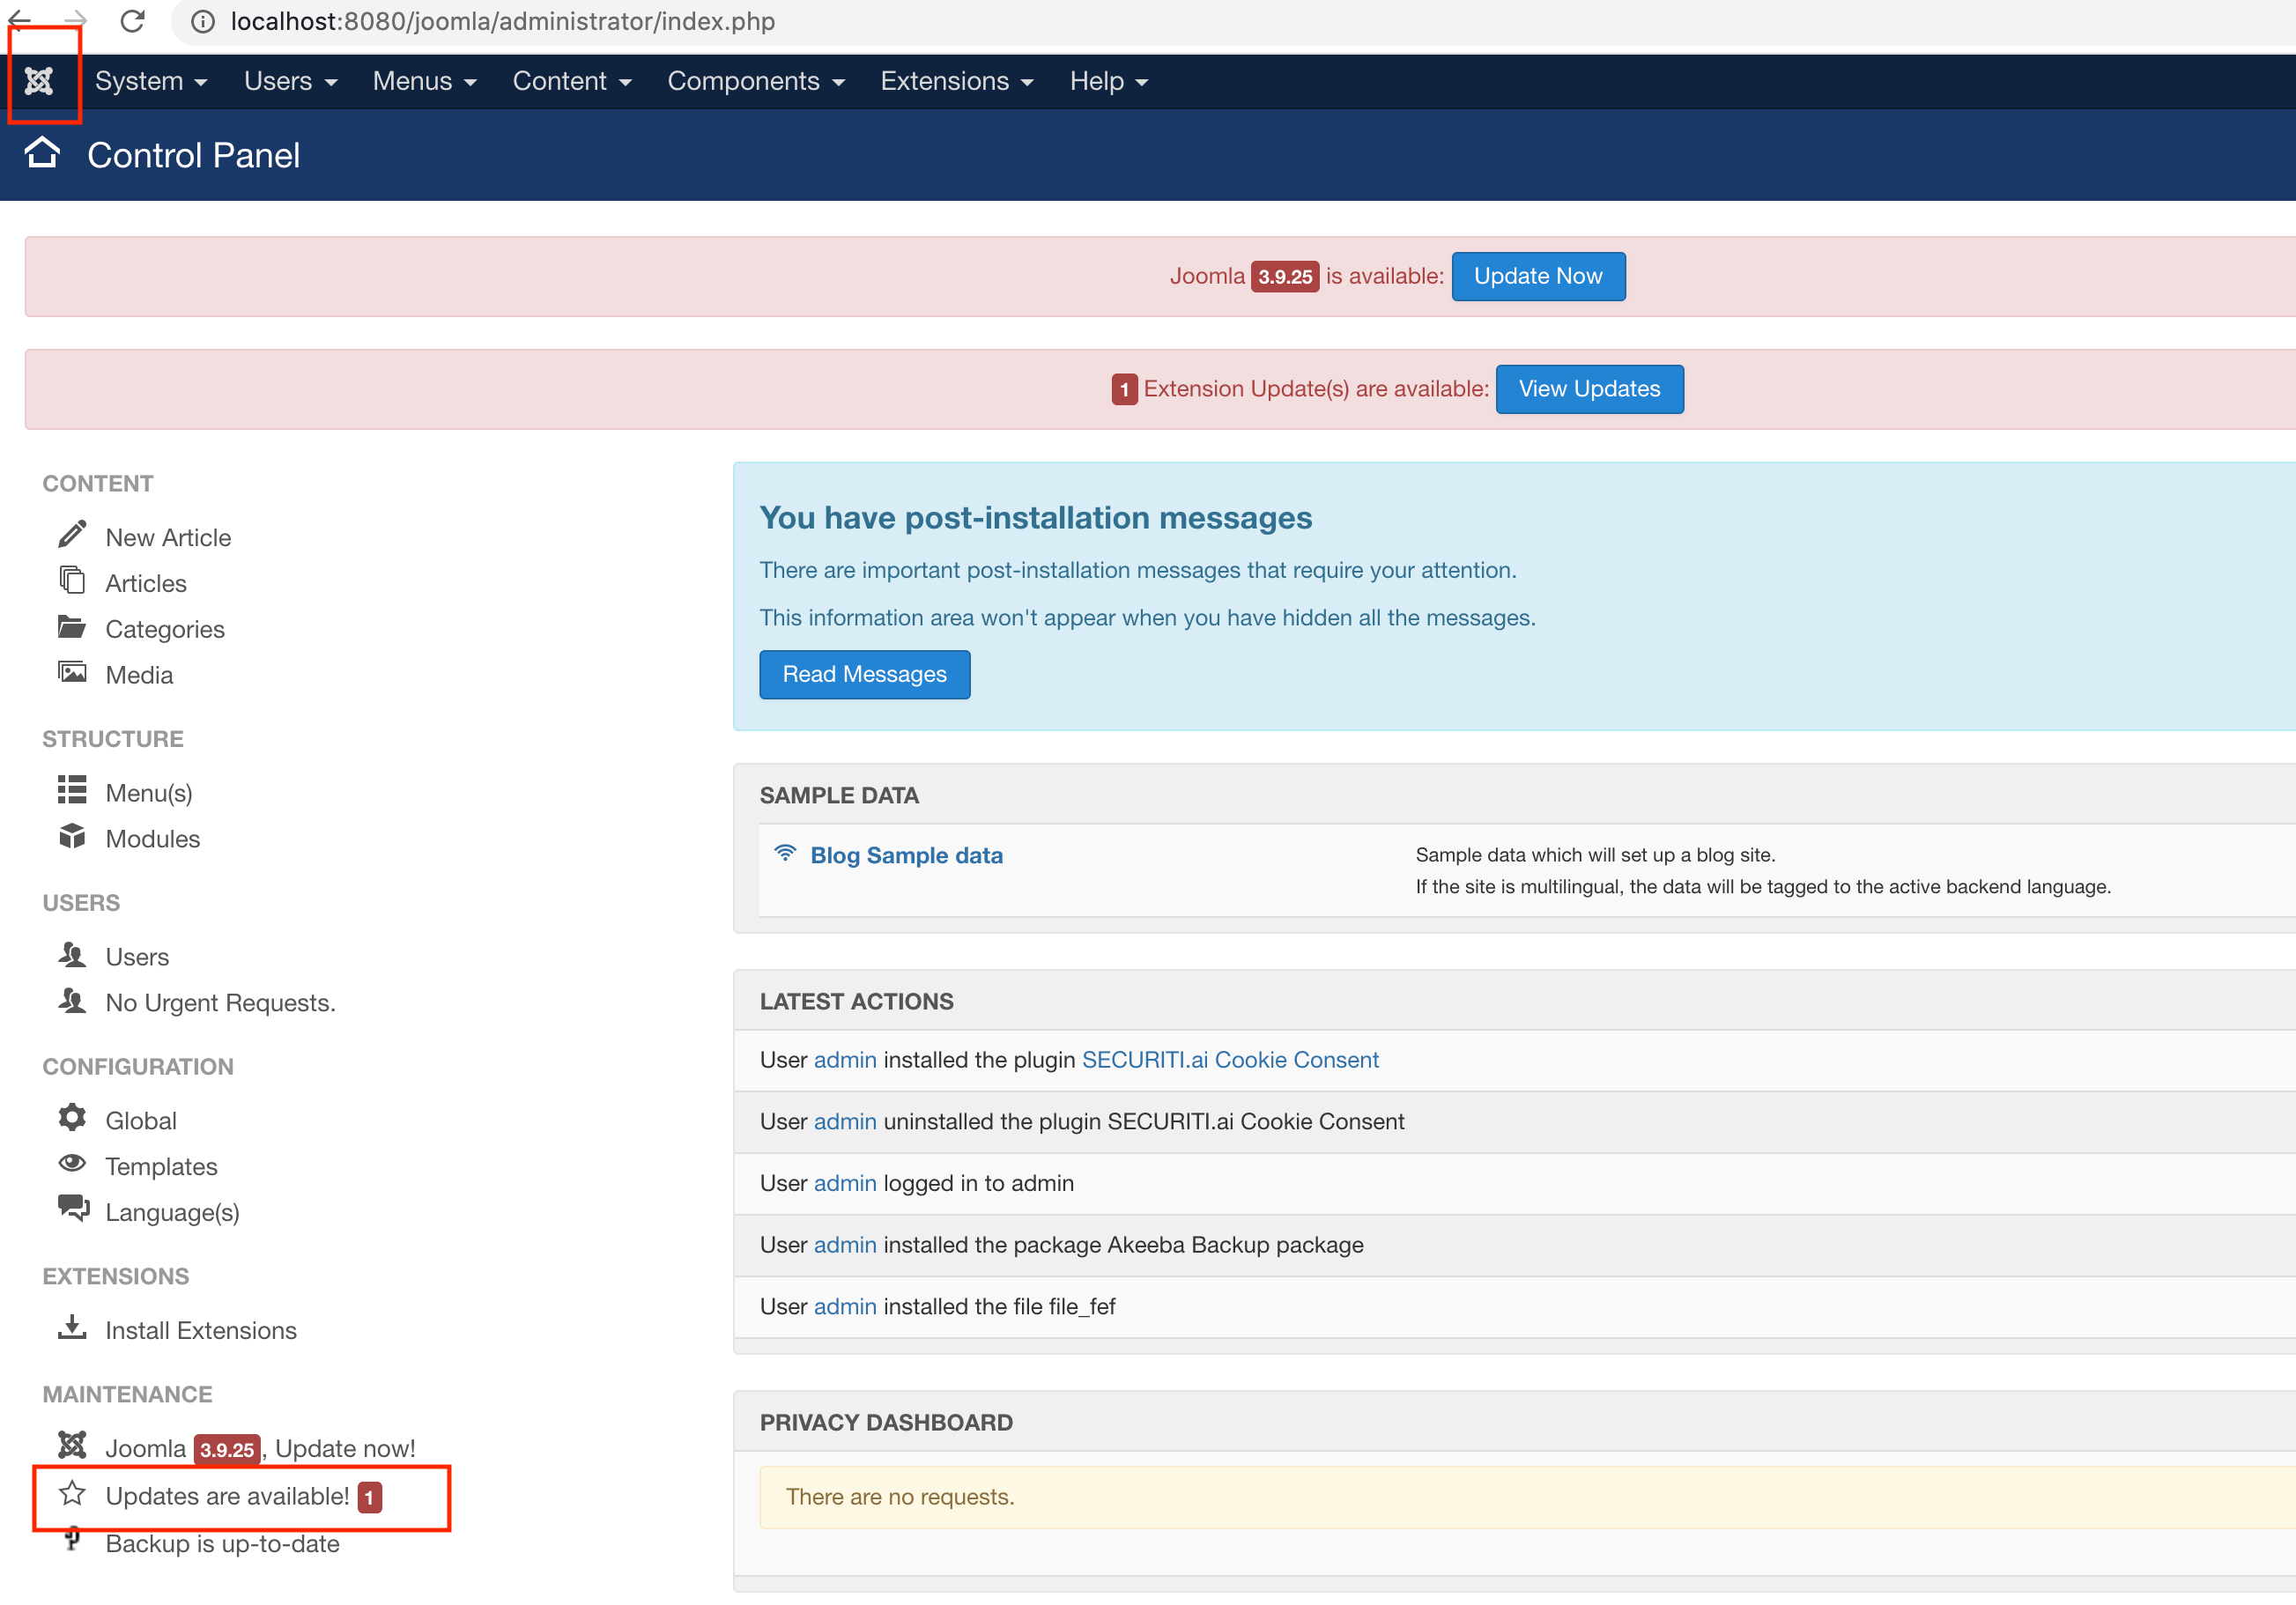 localhost:8080/joomla/administrator/index.php
System Users Menus Content Components Extensions Help
Control Panel
Joomla 3.9.25 is available: Update Now
1 Extension Update(s) are available: View Updates
CONTENT
New Article
Articles
Categories
Media
STRUCTURE
Menu(s)
Modules
USERS
Users
No Urgent Requests.
CONFIGURATION
Global
Templates
Language(s)
EXTENSIONS
Install Extensions
MAINTENANCE
Joomla 3.9.25, Update now!
Updates are available! 1
Backup is up-to-date
You have post-installation messages
There are important post-installation messages that require your attention.
This information area won't appear when you have hidden all the messages.
Read Messages
SAMPLE DATA
Blog Sample data
Sample data which will set up a blog site.
If the site is multilingual, the data will be tagged to the active backend language.
LATEST ACTIONS
User admin installed the plugin SECURITI.ai Cookie Consent
User admin uninstalled the plugin SECURITI.ai Cookie Consent
User admin logged in to admin
User admin installed the package Akeeba Backup package
User admin installed the file file_fef
PRIVACY DASHBOARD
There are no requests.